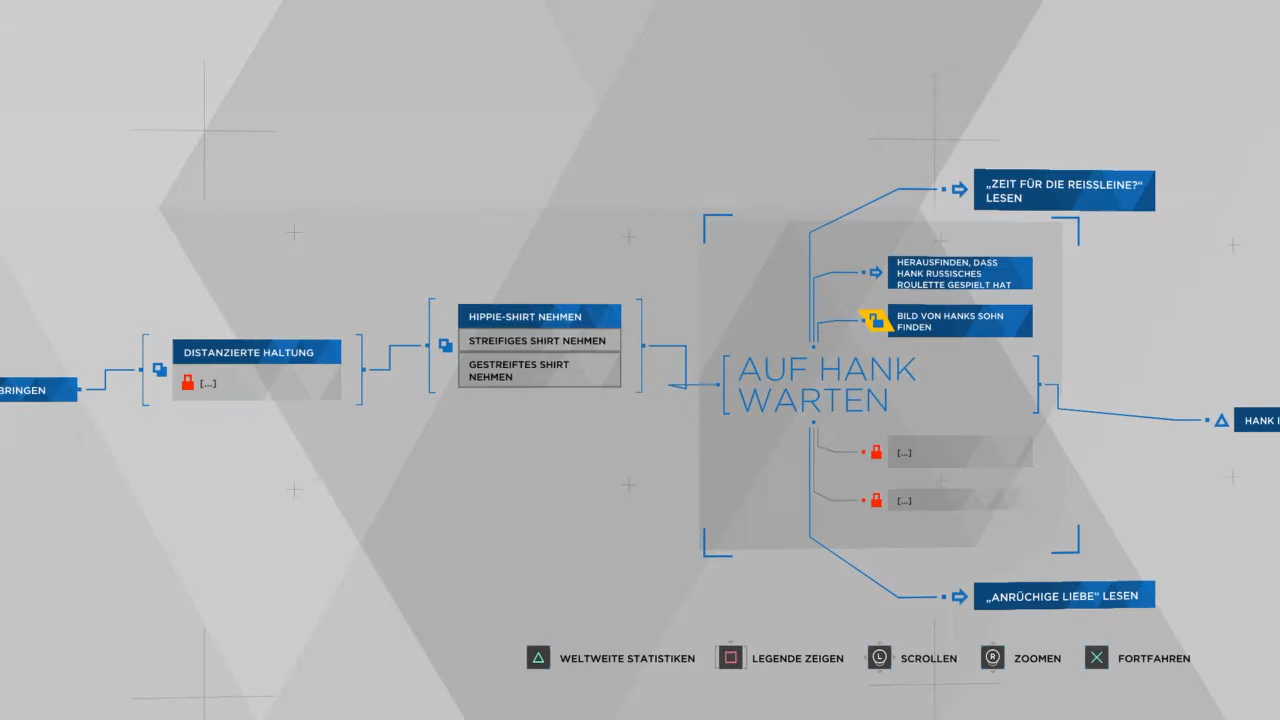 BRINGEN
DISTANZIERTE HALTUNG
[...]
HIPPIE-SHIRT NEHMEN
STREIFIGES SHIRT NEHMEN
GESTREIFTES SHIRT
NEHMEN
„ZEIT FÜR DIE REISSLEINE?“
LESEN
HERAUSFINDEN, DASS
HANK RUSSISCHES
ROULETTE GESPIELT HAT
BILD VON HANKS SOHN
FINDEN
AUF HANK
WARTEN
[...]
[...]
„ANRÜCHIGE LIEBE“ LESEN
HANK I
WELTWEITE STATISTIKEN
LEGENDE ZEIGEN
L
SCROLLEN
R
ZOOMEN
FORTFAHREN